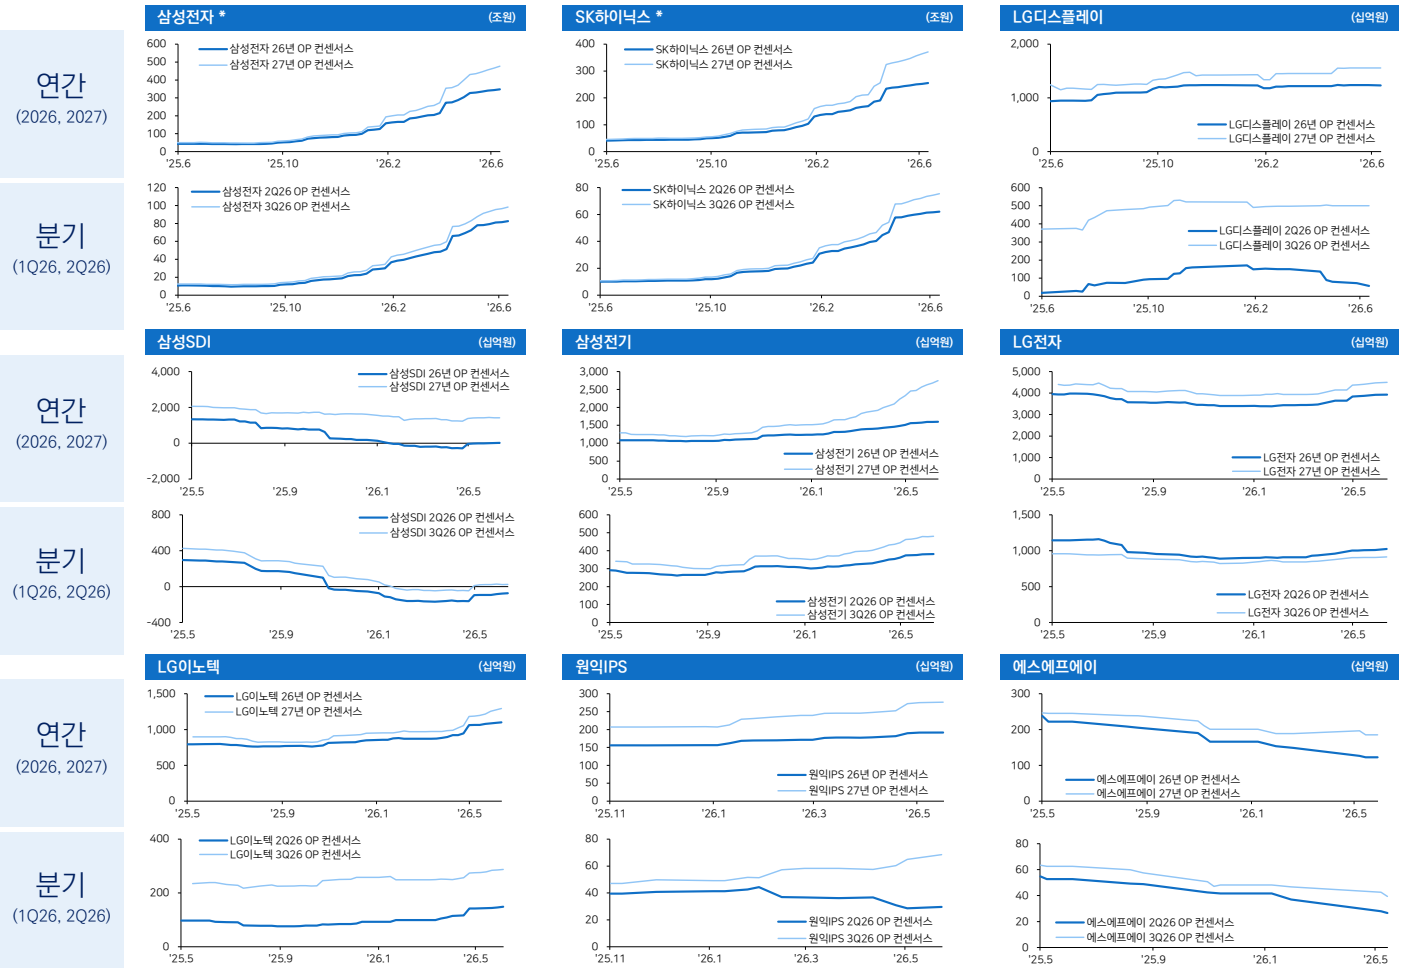 삼성전자 * (조원)
SK하이닉스 * (조원)
LG디스플레이 (십억원)
연간
(2026, 2027)
600
500
400
300
200
100
0
삼성전자 26년 OP 컨센서스
삼성전자 27년 OP 컨센서스
'25.6 '25.10 '26.2 '26.6
400
300
200
100
0
SK하이닉스 26년 OP 컨센서스
SK하이닉스 27년 OP 컨센서스
'25.6 '25.10 '26.2 '26.6
2,000
1,000
0
LG디스플레이 26년 OP 컨센서스
LG디스플레이 27년 OP 컨센서스
'25.6 '25.10 '26.2 '26.6
분기
(1Q26, 2Q26)
120
100
80
60
40
20
0
삼성전자 2Q26 OP 컨센서스
삼성전자 3Q26 OP 컨센서스
'25.6 '25.10 '26.2 '26.6
80
60
40
20
0
SK하이닉스 2Q26 OP 컨센서스
SK하이닉스 3Q26 OP 컨센서스
'25.6 '25.10 '26.2 '26.6
600
500
400
300
200
100
0
LG디스플레이 2Q26 OP 컨센서스
LG디스플레이 3Q26 OP 컨센서스
'25.6 '25.10 '26.2 '26.6
삼성SDI (십억원)
삼성전기 (십억원)
LG전자 (십억원)
연간
(2026, 2027)
4,000
2,000
0
-2,000
삼성SDI 26년 OP 컨센서스
삼성SDI 27년 OP 컨센서스
'25.5 '25.9 '26.1 '26.5
3,000
2,500
2,000
1,500
1,000
500
0
삼성전기 26년 OP 컨센서스
삼성전기 27년 OP 컨센서스
'25.5 '25.9 '26.1 '26.5
5,000
4,000
3,000
2,000
1,000
0
LG전자 26년 OP 컨센서스
LG전자 27년 OP 컨센서스
'25.5 '25.9 '26.1 '26.5
분기
(1Q26, 2Q26)
800
400
0
-400
삼성SDI 2Q26 OP 컨센서스
삼성SDI 3Q26 OP 컨센서스
'25.5 '25.9 '26.1 '26.5
600
500
400
300
200
100
0
삼성전기 2Q26 OP 컨센서스
삼성전기 3Q26 OP 컨센서스
'25.5 '25.9 '26.1 '26.5
1,500
1,000
500
0
LG전자 2Q26 OP 컨센서스
LG전자 3Q26 OP 컨센서스
'25.5 '25.9 '26.1 '26.5
LG이노텍 (십억원)
원익IPS (십억원)
에스에프에이 (십억원)
연간
(2026, 2027)
1,500
1,000
500
0
LG이노텍 26년 OP 컨센서스
LG이노텍 27년 OP 컨센서스
'25.5 '25.9 '26.1 '26.5
300
250
200
150
100
50
0
원익IPS 26년 OP 컨센서스
원익IPS 27년 OP 컨센서스
'25.11 '26.1 '26.3 '26.5
300
200
100
0
에스에프에이 26년 OP 컨센서스
에스에프에이 27년 OP 컨센서스
'25.5 '25.9 '26.1 '26.5
분기
(1Q26, 2Q26)
400
200
0
LG이노텍 2Q26 OP 컨센서스
LG이노텍 3Q26 OP 컨센서스
'25.5 '25.9 '26.1 '26.5
80
60
40
20
0
원익IPS 2Q26 OP 컨센서스
원익IPS 3Q26 OP 컨센서스
'25.11 '26.1 '26.3 '26.5
80
60
40
20
0
에스에프에이 2Q26 OP 컨센서스
에스에프에이 3Q26 OP 컨센서스
'25.5 '25.9 '26.1 '26.5